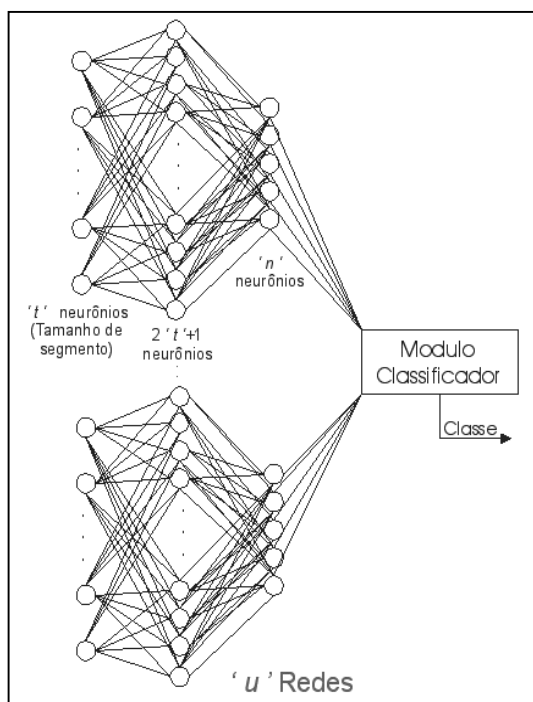 't' neurônios
(Tamanho de
segmento)
2 't'+1
neurônios
'n'
neurônios
Modulo
Classificador
Classe
'u' Redes